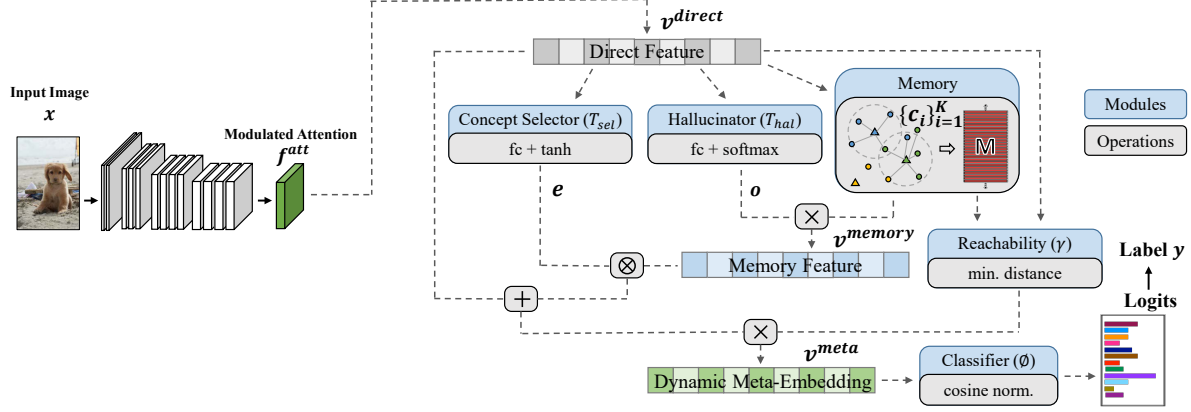 Input Image
x
Modulated Attention
f^att
v^direct
Direct Feature
Concept Selector (T_sel)
fc + tanh
Hallucinator (T_hal)
fc + softmax
Memory
{c_i}_{i=1}^K
M
Modules
Operations
e
o
×
v^memory
Memory Feature
⊗
+
Reachability (γ)
min. distance
×
v^meta
Dynamic Meta-Embedding
Classifier (∅)
cosine norm.
Label y
Logits